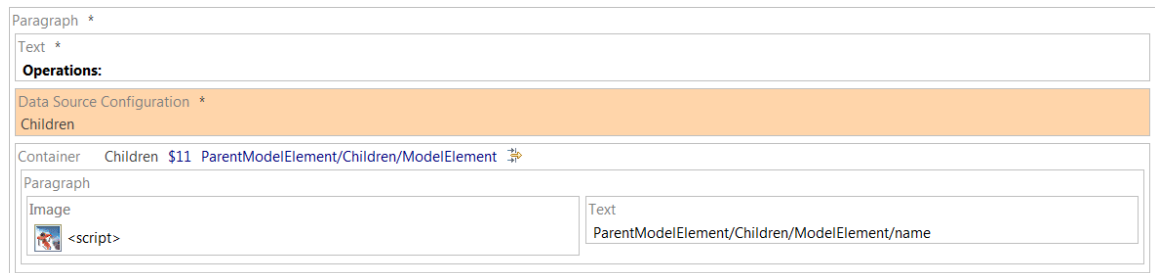 Paragraph *
Text *
Operations:
Data Source Configuration *
Children
Container Children $11 ParentModelElement/Children/ModelElement
Paragraph
Image
<script>
Text
ParentModelElement/Children/ModelElement/name